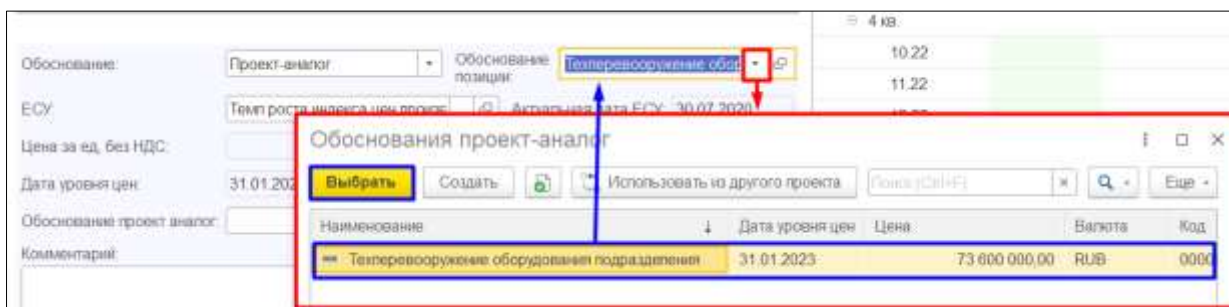 4 кв.
Обоснование: Проект-аналог Обоснование позиции: Техперевооружение обор 10.22
11.22
ЕСУ: Темп роста индекса цен произв Актуальная дата ЕСУ: 30.07.2020
Цена за ед. без НДС:
Обоснования проект-аналог
Дата уровня цен: 31.01.202
Выбрать Создать Использовать из другого проекта Поиск (Ctrl+F) Еще
Обоснование проект аналог:
Наименование Дата уровня цен Цена Валюта Код
Комментарий:
Техперевооружение оборудования подразделения 31.01.2023 73 600 000,00 RUB 0000